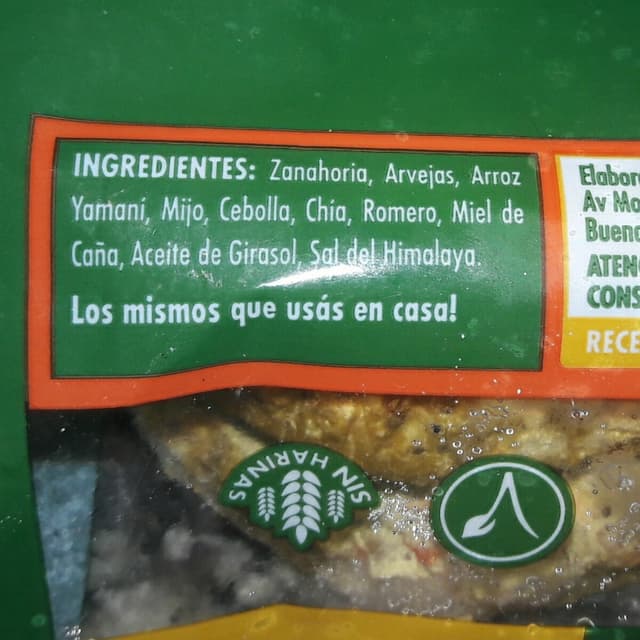 INGREDIENTES: Zanahoria, Arvejas, Arroz
Yamaní, Mijo, Cebolla, Chía, Romero, Miel de
Caña, Aceite de Girasol, Sal del Himalaya.
Los mismos que usás en casa!
Av
SIN HARINAS